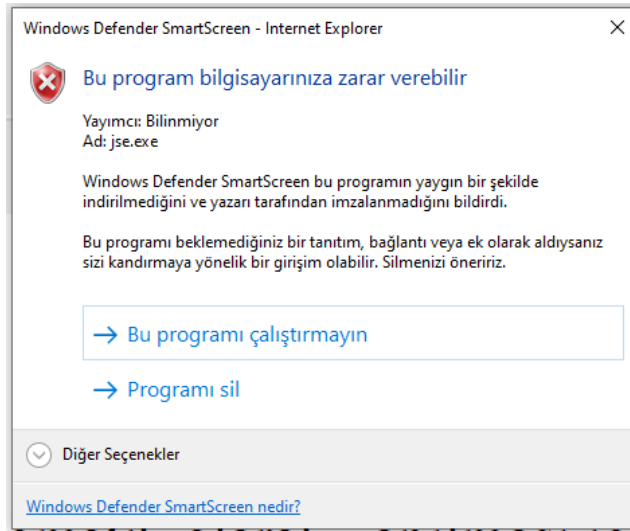 Windows Defender SmartScreen - Internet Explorer
Bu program bilgisayarınıza zarar verebilir
Yayımcı: Bilinmiyor
Ad: jse.exe
Windows Defender SmartScreen bu programın yaygın bir şekilde
indirilmediğini ve yazarı tarafından imzalanmadığını bildirdi.
Bu programı beklemediğiniz bir tanıtım, bağlantı veya ek olarak aldıysanız
sizi kandırmaya yönelik bir girişim olabilir. Silmenizi öneririz.
Bu programı çalıştırmayın
Programı sil
Diğer Seçenekler
Windows Defender SmartScreen nedir?